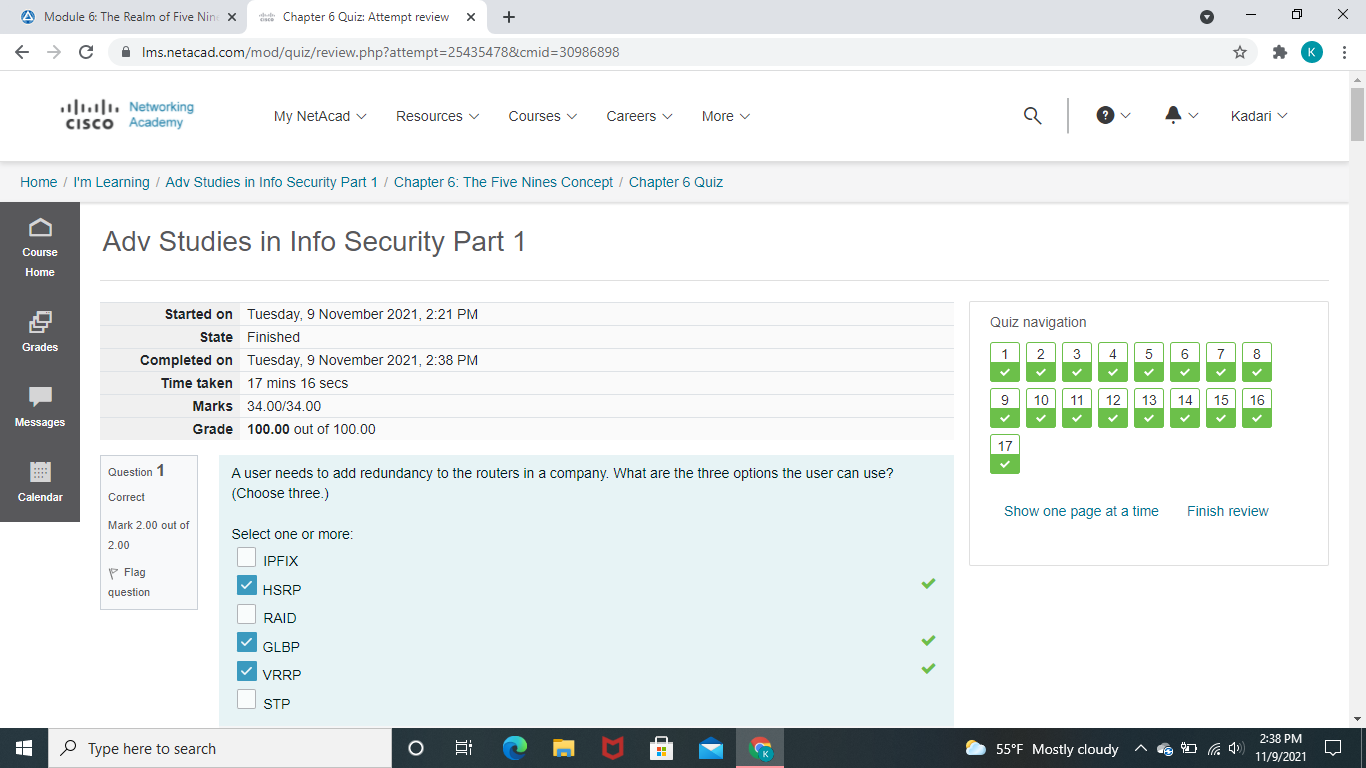 Module 6: The Realm of Five Nin
Chapter 6 Quiz: Attempt review
lms.netacad.com/mod/quiz/review.php?attempt=25435478&cmid=30986898
K
CISCO Networking Academy
My NetAcad
Resources
Courses
Careers
More
?
Kadari
Home / I'm Learning / Adv Studies in Info Security Part 1 / Chapter 6: The Five Nines Concept / Chapter 6 Quiz
Course Home
Grades
Messages
Calendar
Adv Studies in Info Security Part 1
Started on Tuesday, 9 November 2021, 2:21 PM
State Finished
Completed on Tuesday, 9 November 2021, 2:38 PM
Time taken 17 mins 16 secs
Marks 34.00/34.00
Grade 100.00 out of 100.00
Quiz navigation
1 2 3 4 5 6 7 8
9 10 11 12 13 14 15 16
17
Show one page at a time Finish review
Question 1
Correct
Mark 2.00 out of
2.00
Flag
question
A user needs to add redundancy to the routers in a company. What are the three options the user can use?
(Choose three.)
Select one or more:
IPFIX
HSRP
RAID
GLBP
VRRP
STP
Type here to search
K
55°F Mostly cloudy
2:38 PM
11/9/2021